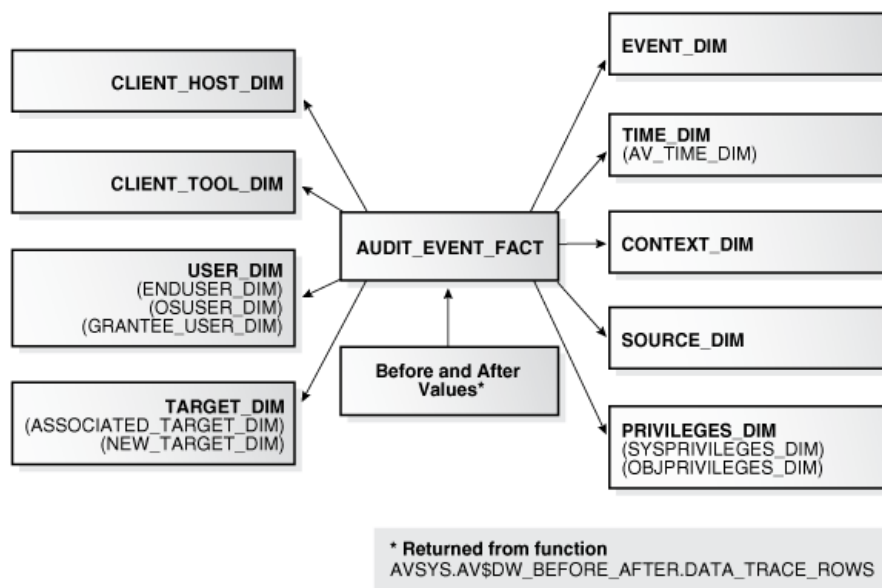 CLIENT_HOST_DIM
CLIENT_TOOL_DIM
USER_DIM
(ENDUSER_DIM)
(OSUSER_DIM)
(GRANTEE_USER_DIM)
TARGET_DIM
(ASSOCIATED_TARGET_DIM)
(NEW_TARGET_DIM)
AUDIT_EVENT_FACT
Before and After
Values*
EVENT_DIM
TIME_DIM
(AV_TIME_DIM)
CONTEXT_DIM
SOURCE_DIM
PRIVILEGES_DIM
(SYSPRIVILEGES_DIM)
(OBJPRIVILEGES_DIM)
* Returned from function
AVSYS.AV$DW_BEFORE_AFTER.DATA_TRACE_ROWS